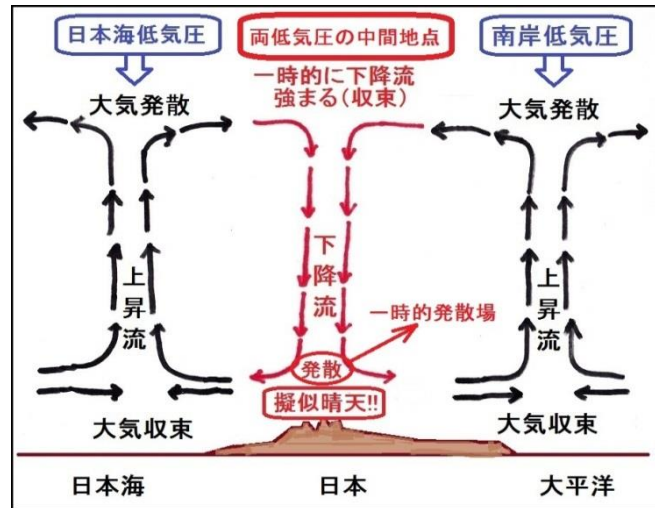 日本海低気圧
両低気圧の中間地点
南岸低気圧
一時的に下降流
強まる(収束)
大気発散
大気発散
上昇流
下降流
上昇流
一時的発散場
発散
擬似晴天!!
大気収束
大気収束
日本海
日本
大平洋